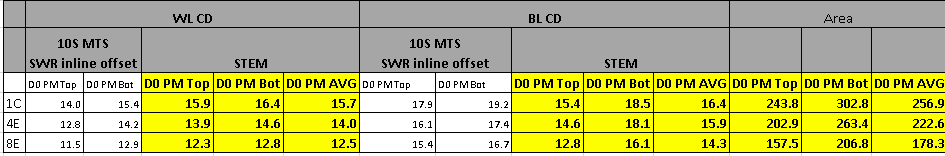 WL CD BL CD Area
10S MTS 10S MTS
SWR inline offset STEM SWR inline offset STEM
D0 PM Top D0 PM Bot D0 PM Top D0 PM Bot D0 PM AVG D0 PM Top D0 PM Bot D0 PM Top D0 PM Bot D0 PM AVG D0 PM Top D0 PM Bot D0 PM AVG
1C 14.0 15.4 15.9 16.4 15.7 17.9 19.2 15.4 18.5 16.4 243.8 302.8 256.9
4E 12.8 14.2 13.9 14.6 14.0 16.1 17.4 14.6 18.1 15.9 202.9 263.4 222.6
8E 11.5 12.9 12.3 12.8 12.5 15.4 16.7 12.8 16.1 14.3 157.5 206.8 178.3